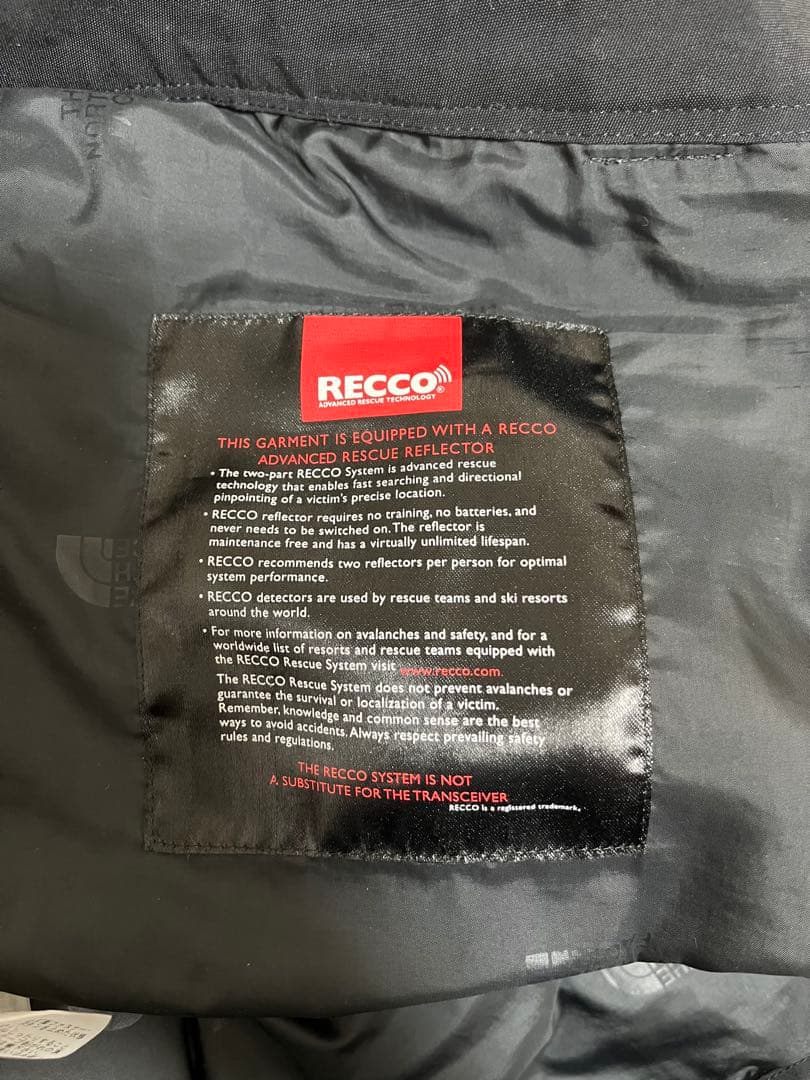 THE
NORT
RECCO®
ADVANCED RESCUE TECHNOLOGY
THIS GARMENT IS EQUIPPED WITH A RECCO
ADVANCED RESCUE REFLECTOR
• The two-part RECCO System is advanced rescue
technology that enables fast searching and directional
pinpointing of a victim's precise location.
• RECCO reflector requires no training, no batteries, and
never needs to be switched on. The reflector is
maintenance free and has a virtually unlimited lifespan.
• RECCO recommends two reflectors per person for optimal
system performance.
• RECCO detectors are used by rescue teams and ski resorts
around the world.
• For more information on avalanches and safety, and for a
worldwide list of resorts and rescue teams equipped with
the RECCO Rescue System visit www.recco.com.
The RECCO Rescue System does not prevent avalanches or
guarantee the survival or localization of a victim.
Remember, knowledge and common sense are the best
ways to avoid accidents. Always respect prevailing safety
rules and regulations.
THE RECCO SYSTEM IS NOT
A SUBSTITUTE FOR THE TRANSCEIVER
RECCO is a registered trademark.